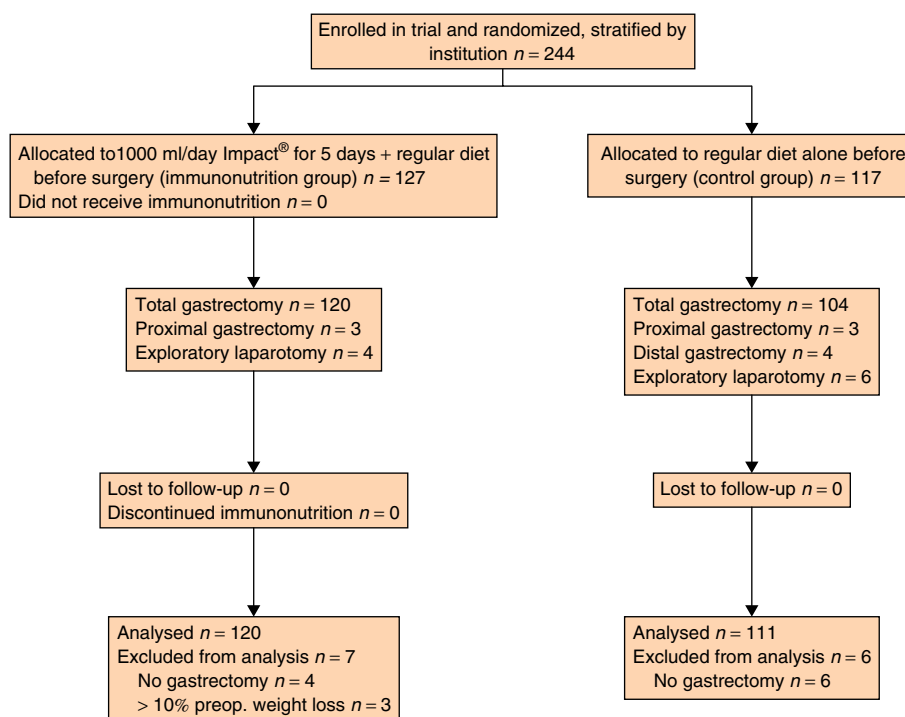 Enrolled in trial and randomized, stratified by
institution n = 244
Allocated to1000 ml/day Impact® for 5 days + regular diet
before surgery (immunonutrition group) n = 127
Did not receive immunonutrition n = 0
Allocated to regular diet alone before
surgery (control group) n = 117
Total gastrectomy n = 120
Proximal gastrectomy n = 3
Exploratory laparotomy n = 4
Total gastrectomy n = 104
Proximal gastrectomy n = 3
Distal gastrectomy n = 4
Exploratory laparotomy n = 6
Lost to follow-up n = 0
Discontinued immunonutrition n = 0
Lost to follow-up n = 0
Analysed n = 120
Excluded from analysis n = 7
No gastrectomy n = 4
> 10% preop. weight loss n = 3
Analysed n = 111
Excluded from analysis n = 6
No gastrectomy n = 6